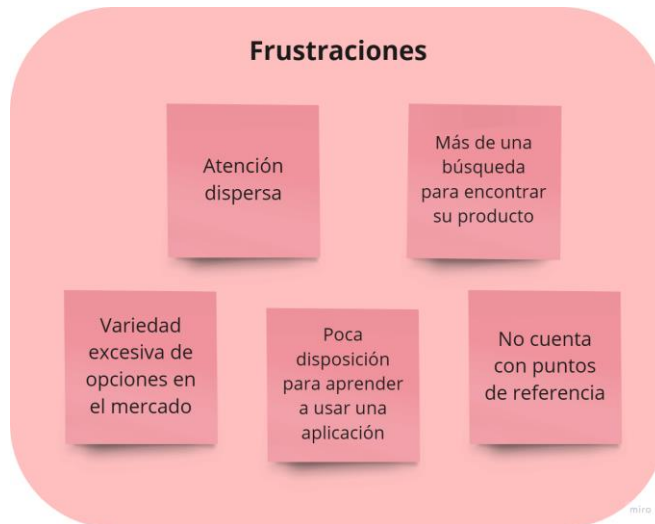 Frustraciones
Atención
dispersa
Más de una
búsqueda
para encontrar
su producto
Variedad
excesiva de
opciones en
el mercado
Poca
disposición
para aprender
a usar una
aplicación
No cuenta
con puntos
de referencia
miro